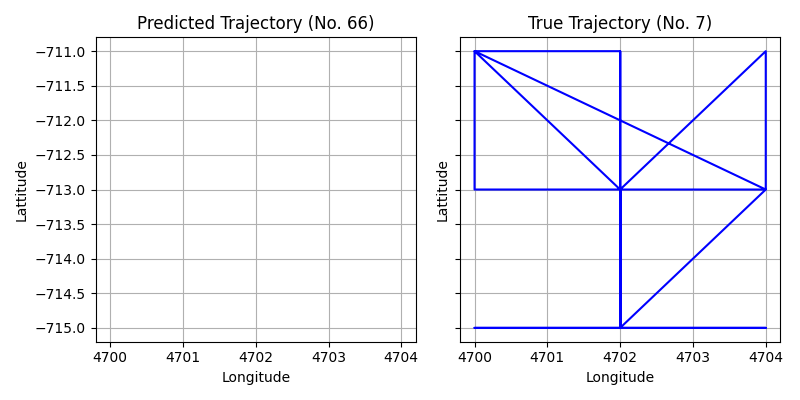 Predicted Trajectory (No. 66)
−711.0
−711.5
−712.0
−712.5
−713.0
−713.5
−714.0
−714.5
−715.0
Lattitude
4700 4701 4702 4703 4704
Longitude
True Trajectory (No. 7)
Lattitude
4700 4701 4702 4703 4704
Longitude